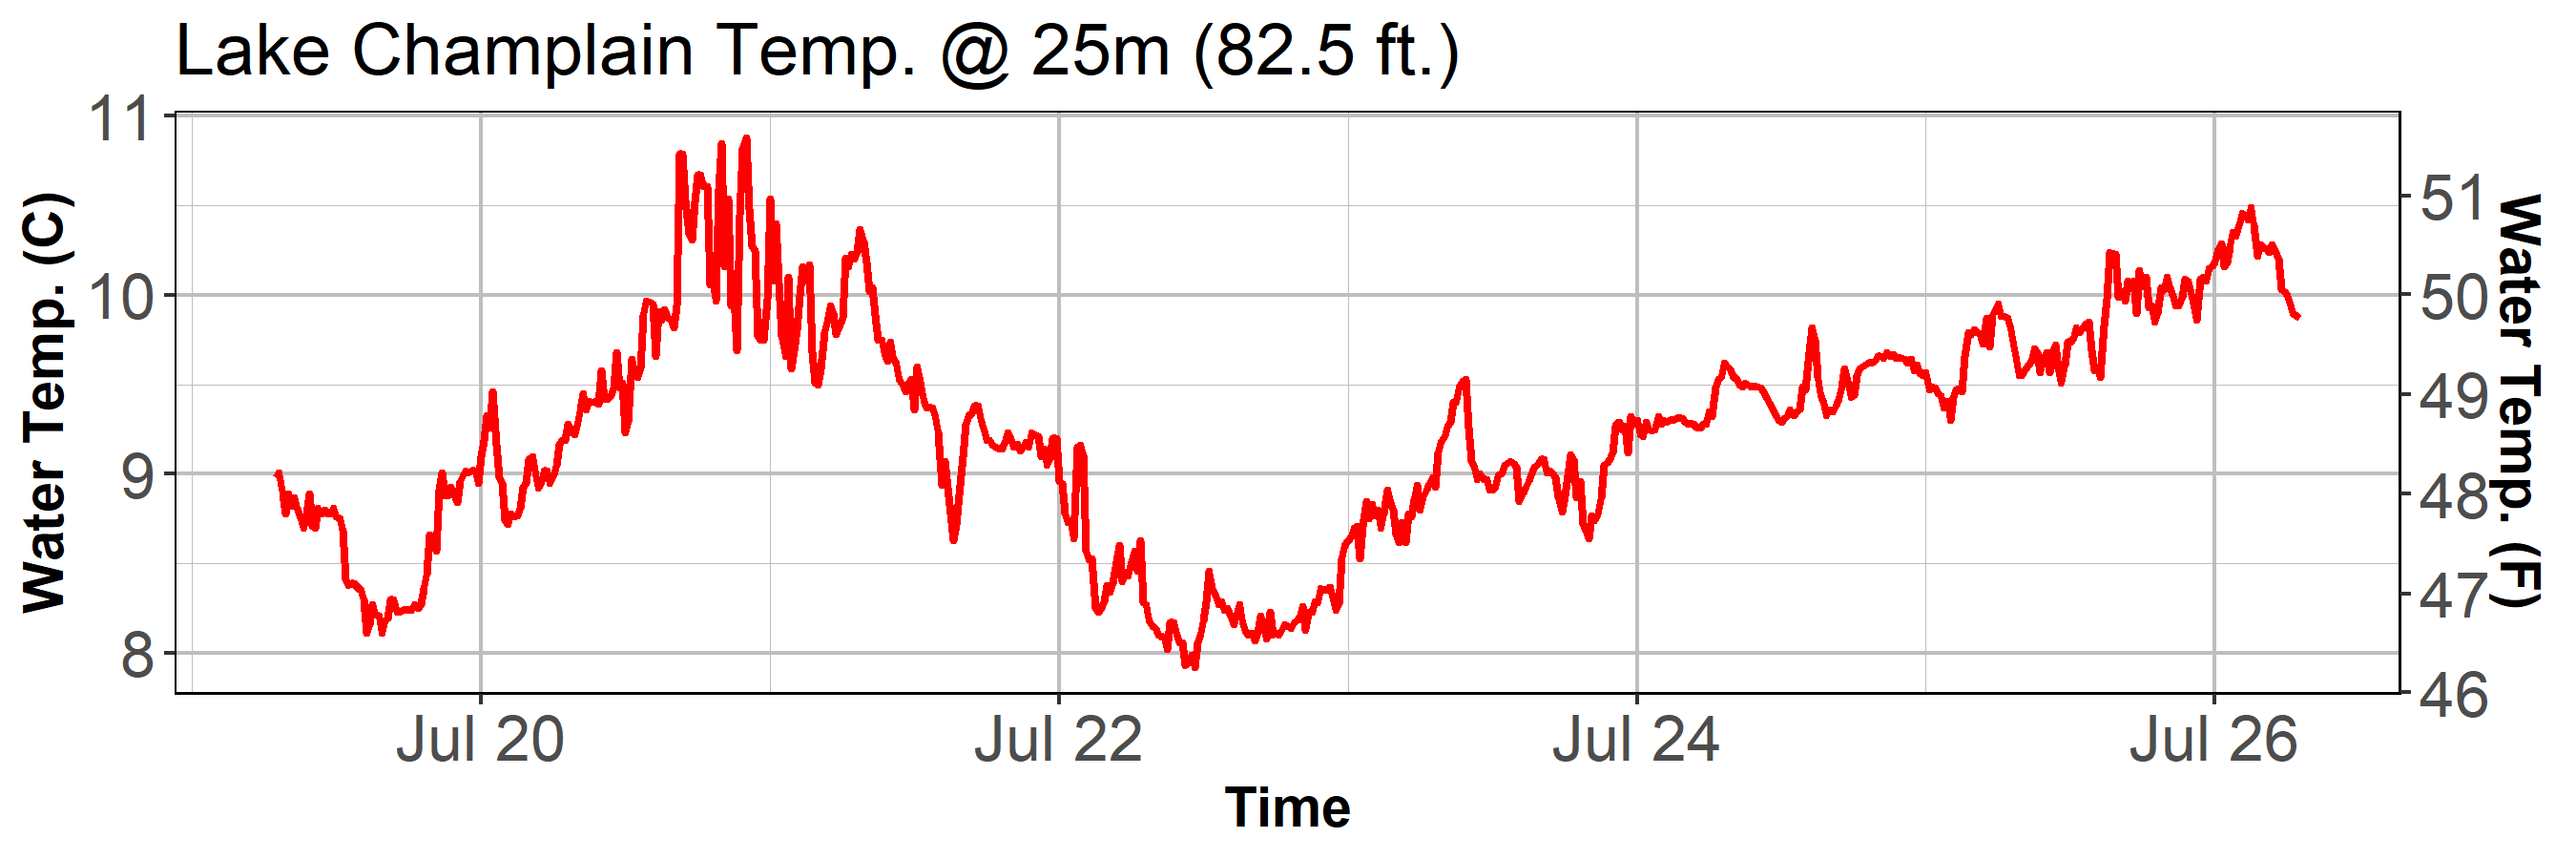 Lake Champlain Temp. @ 25m (82.5 ft.)
Water Temp. (C)
11
10
9
8
51
50
49
48
47
46
Water Temp. (F)
Jul 20
Jul 22
Jul 24
Jul 26
Time